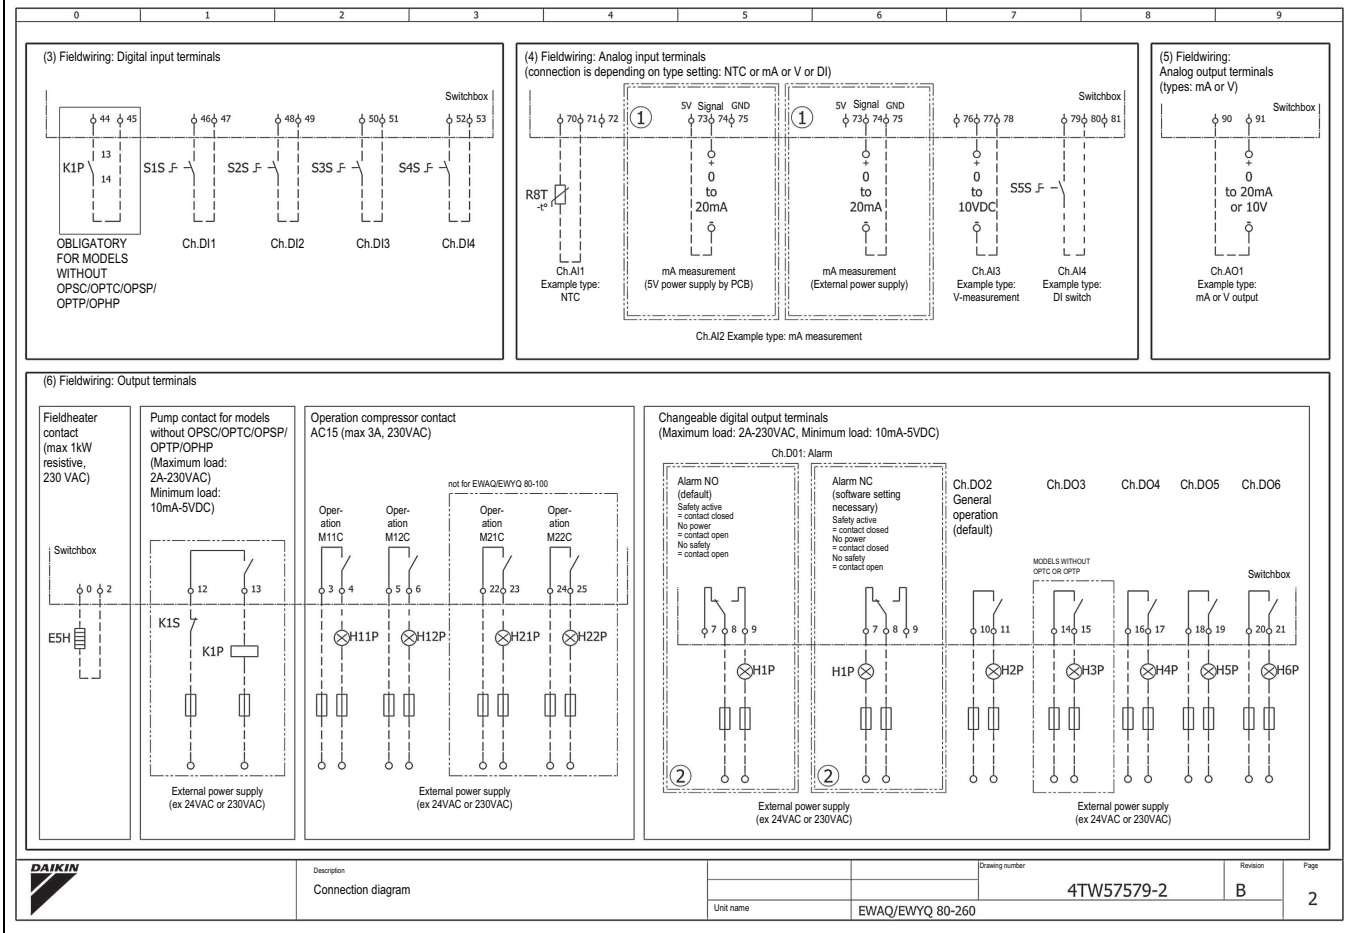 0 1 2 3 4 5 6 7 8 9
(3) Fieldwiring: Digital input terminals
Switchbox
44 45 46 47 48 49 50 51 52 53
13
K1P
14
S1S S2S S3S S4S
OBLIGATORY
FOR MODELS
WITHOUT
OPSC/OPTC/OPSP/
OPTP/OPHP
Ch.DI1 Ch.DI2 Ch.DI3 Ch.DI4
(4) Fieldwiring: Analog input terminals
(connection is depending on type setting: NTC or mA or V or DI)
Switchbox
1 5V Signal GND
1 5V Signal GND
70 71 72 73 74 75 73 74 75 76 77 78 79 80 81
R8T
-t°
+
0
to
20mA
-
+
0
to
20mA
-
+
0
to
10VDC
-
S5S
Ch.AI1
Example type:
NTC
mA measurement
(5V power supply by PCB)
mA measurement
(External power supply)
Ch.AI3
Example type:
V-measurement
Ch.AI4
Example type:
DI switch
Ch.AI2 Example type: mA measurement
(5) Fieldwiring:
Analog output terminals
(types: mA or V)
Switchbox
90 91
+
0
to 20mA
or 10V
-
Ch.AO1
Example type:
mA or V output
(6) Fieldwiring: Output terminals
Fieldheater
contact
(max 1kW
resistive,
230 VAC)
Switchbox
0 2
E5H
Pump contact for models
without OPSC/OPTC/OPSP/
OPTP/OPHP
(Maximum load:
2A-230VAC)
Minimum load:
10mA-5VDC)
12 13
K1S
K1P
External power supply
(ex 24VAC or 230VAC)
Operation compressor contact
AC15 (max 3A, 230VAC)
not for EWAQ/EWYQ 80-100
Oper-
ation
M11C
Oper-
ation
M12C
Oper-
ation
M21C
Oper-
ation
M22C
3 4 5 6 22 23 24 25
H11P H12P H21P H22P
External power supply
(ex 24VAC or 230VAC)
Changeable digital output terminals
(Maximum load: 2A-230VAC, Minimum load: 10mA-5VDC)
Ch.D01: Alarm
Alarm NO
(default)
Safety active
= contact closed
No power
= contact open
No safety
= contact open
Alarm NC
(software setting
necessary)
Safety active
= contact closed
No power
= contact closed
No safety
= contact open
Ch.DO2
General
operation
(default)
Ch.DO3 Ch.DO4 Ch.DO5 Ch.DO6
MODELS WITHOUT
OPTC OR OPTP
Switchbox
7 8 9 7 8 9 10 11 14 15 16 17 18 19 20 21
H1P H1P H2P H3P H4P H5P H6P
2 2
External power supply
(ex 24VAC or 230VAC)
External power supply
(ex 24VAC or 230VAC)
DAIKIN
Description
Connection diagram
Unit name
EWAQ/EWYQ 80-260
Drawing number
4TW57579-2
Revision
B
Page
2